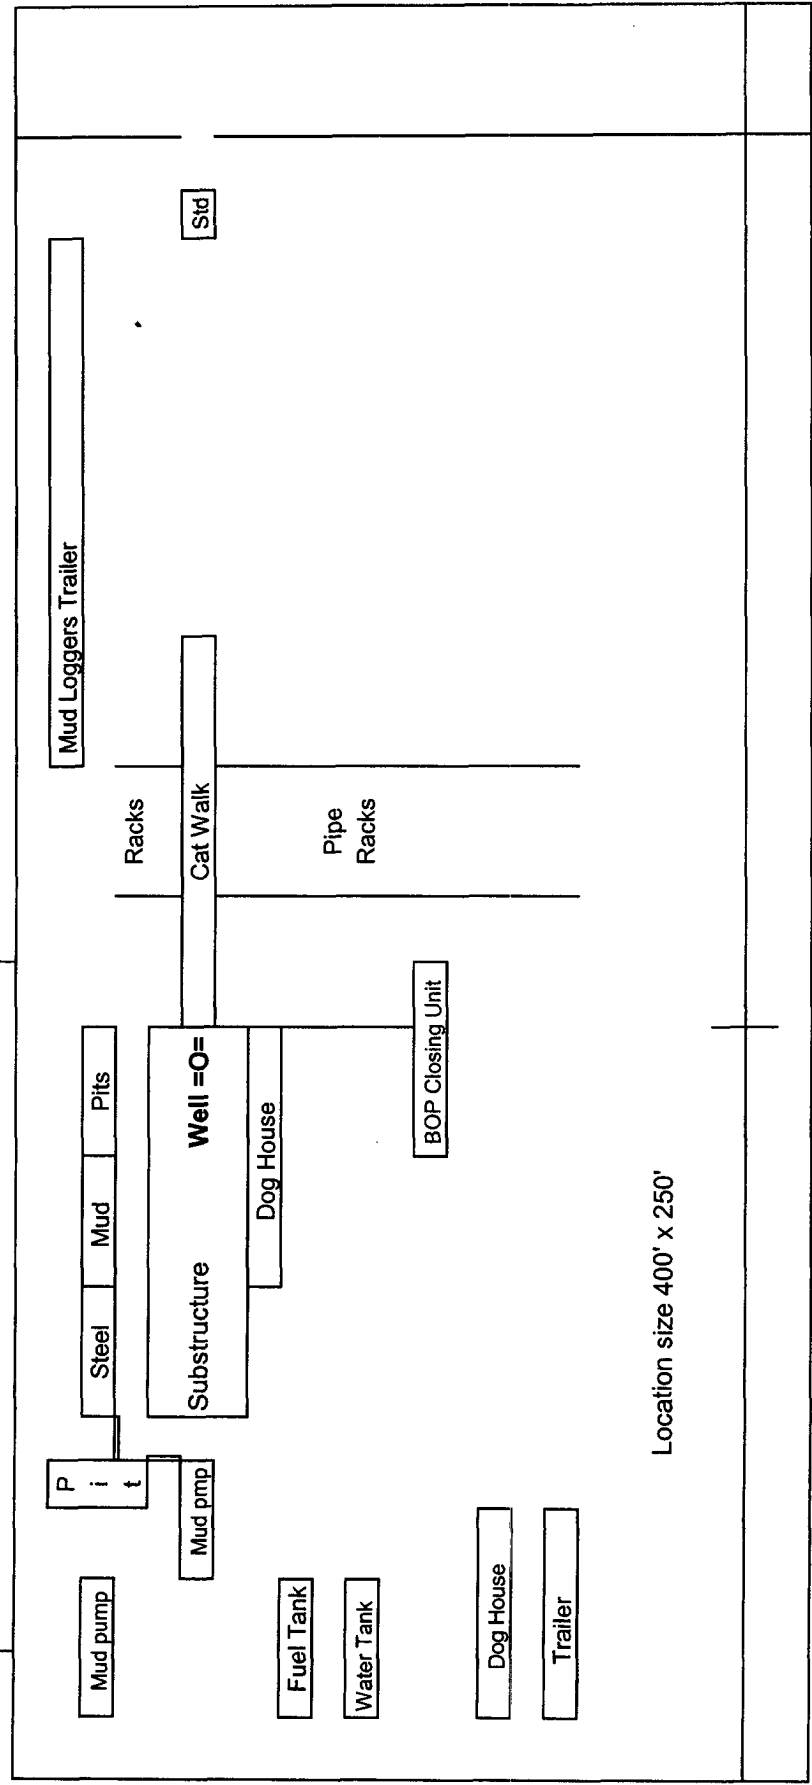 Mud Loggers Trailer
Std
Racks
Cat Walk
Pipe
Racks
Steel Mud Pits
Substructure Well =O=
Dog House
BOP Closing Unit
P
i
t
Mud pmp
Mud pump
Fuel Tank
Water Tank
Dog House
Trailer
Location size 400' x 250'